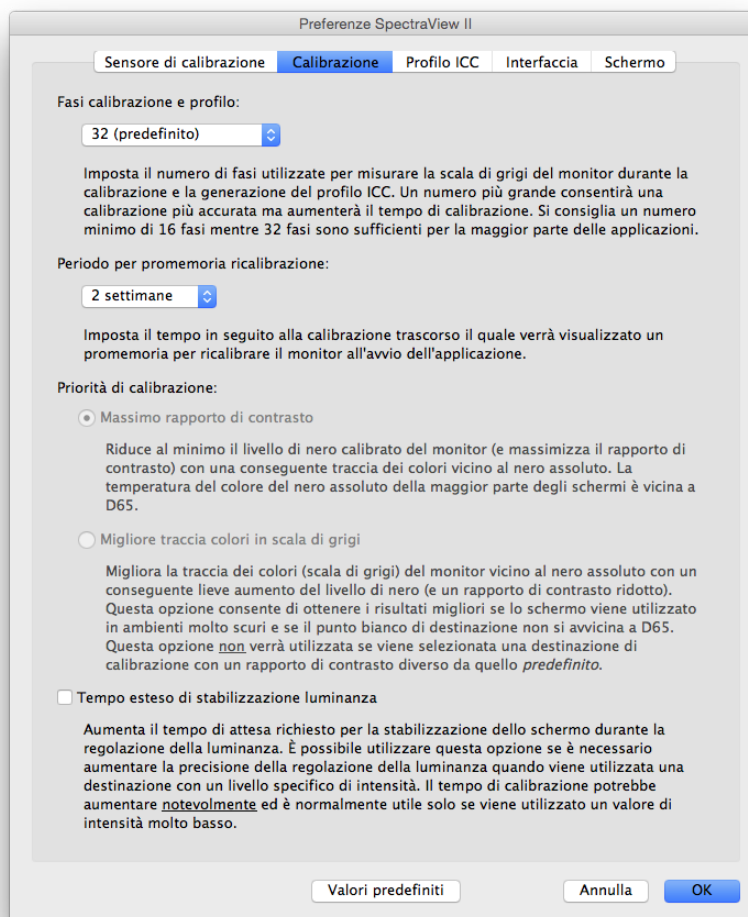 Preferenze SpectraView II
Sensore di calibrazione Calibrazione Profilo ICC Interfaccia Schermo
Fasi calibrazione e profilo:
32 (predefinito)
Imposta il numero di fasi utilizzate per misurare la scala di grigi del monitor durante la
calibrazione e la generazione del profilo ICC. Un numero più grande consentirà una
calibrazione più accurata ma aumenterà il tempo di calibrazione. Si consiglia un numero
minimo di 16 fasi mentre 32 fasi sono sufficienti per la maggior parte delle applicazioni.
Periodo per promemoria ricalibrazione:
2 settimane
Imposta il tempo in seguito alla calibrazione trascorso il quale verrà visualizzato un
promemoria per ricalibrare il monitor all'avvio dell'applicazione.
Priorità di calibrazione:
Massimo rapporto di contrasto
Riduce al minimo il livello di nero calibrato del monitor (e massimizza il rapporto di
contrasto) con una conseguente traccia dei colori vicino al nero assoluto. La
temperatura del colore del nero assoluto della maggior parte degli schermi è vicina a
D65.
Migliore traccia colori in scala di grigi
Migliora la traccia dei colori (scala di grigi) del monitor vicino al nero assoluto con un
conseguente lieve aumento del livello di nero (e un rapporto di contrasto ridotto).
Questa opzione consente di ottenere i risultati migliori se lo schermo viene utilizzato
in ambienti molto scuri e se il punto bianco di destinazione non si avvicina a D65.
Questa opzione non verrà utilizzata se viene selezionata una destinazione di
calibrazione con un rapporto di contrasto diverso da quello predefinito.
Tempo esteso di stabilizzazione luminanza
Aumenta il tempo di attesa richiesto per la stabilizzazione dello schermo durante la
regolazione della luminanza. È possibile utilizzare questa opzione se è necessario
aumentare la precisione della regolazione della luminanza quando viene utilizzata una
destinazione con un livello specifico di intensità. Il tempo di calibrazione potrebbe
aumentare notevolmente ed è normalmente utile solo se viene utilizzato un valore di
intensità molto basso.
Valori predefiniti Annulla OK